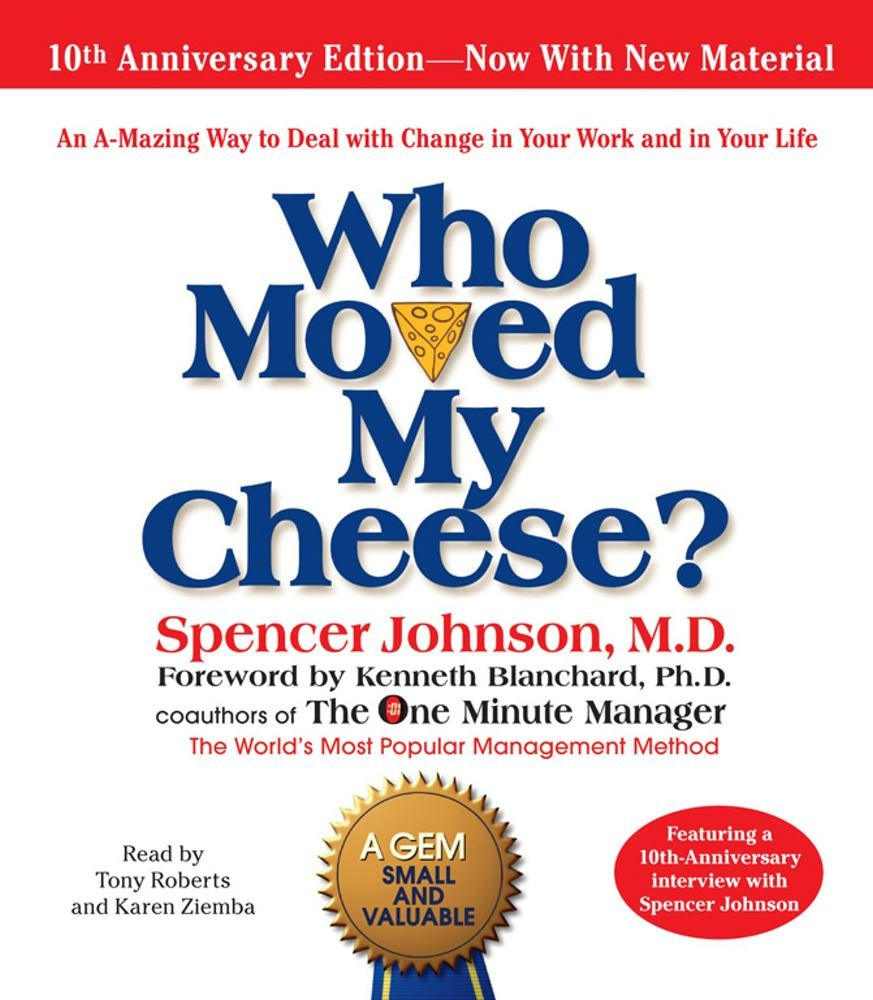 10th Anniversary Edtion—Now With New Material
An A-Mazing Way to Deal with Change in Your Work and in Your Life
Who
Moved
My
Cheese?
Spencer Johnson, M.D.
Foreword by Kenneth Blanchard, Ph.D.
coauthors of The One Minute Manager
:01
The World's Most Popular Management Method
A GEM
SMALL
AND
VALUABLE
Read by
Tony Roberts
and Karen Ziemba
Featuring a
10th-Anniversary
interview with
Spencer Johnson